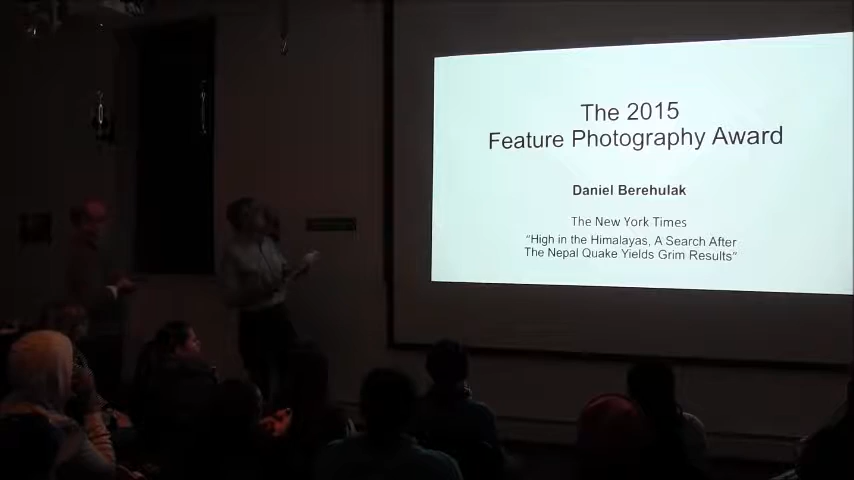 The 2015
Feature Photography Award
Daniel Berehulak
The New York Times
“High in the Himalayas, A Search After
The Nepal Quake Yields Grim Results”